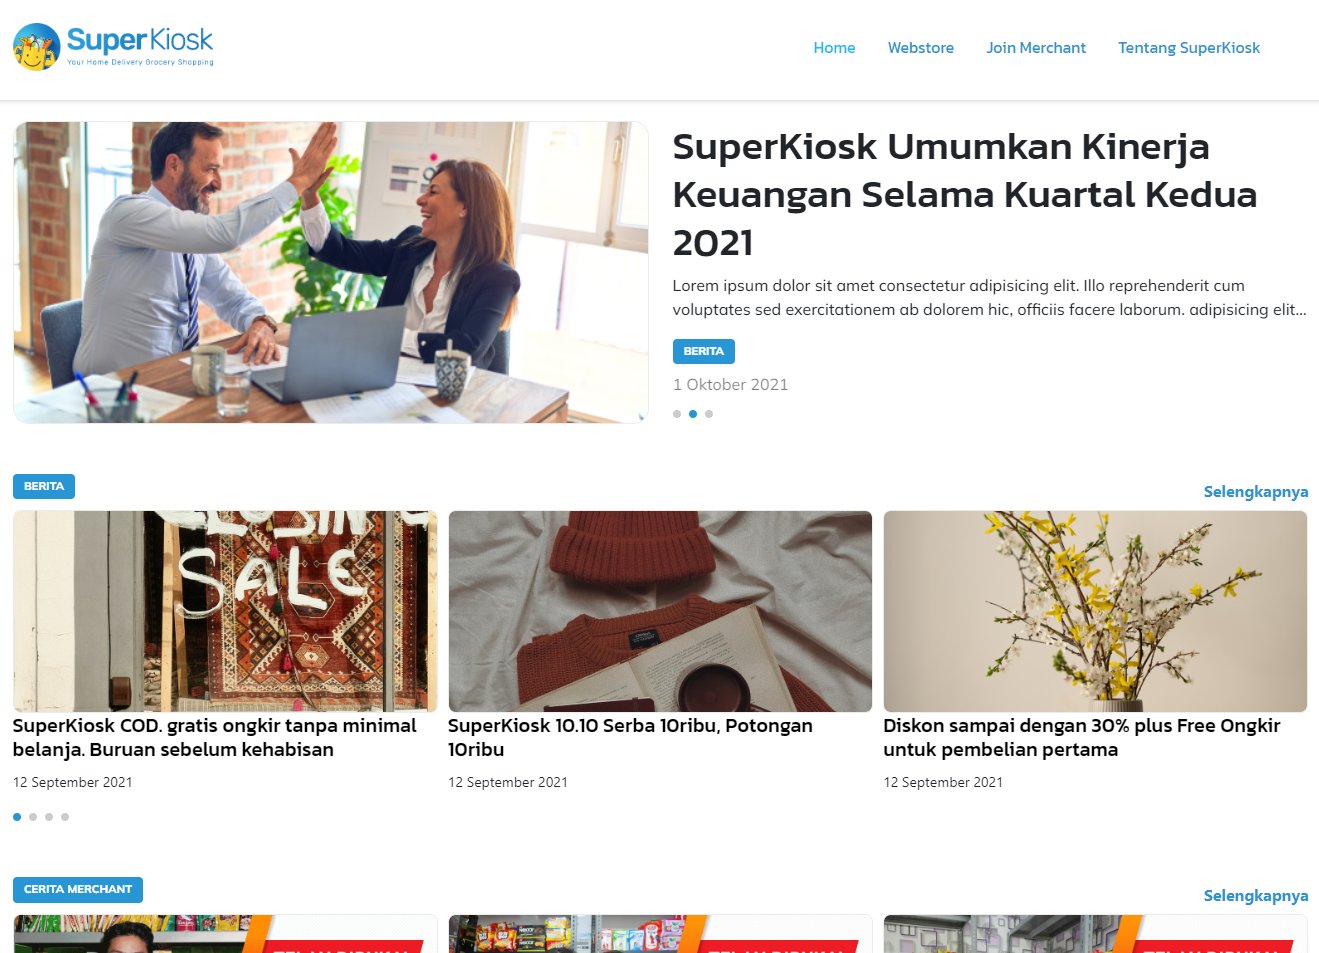 SuperKiosk
Your Home Delivery Grocery Shopping
Home
Webstore
Join Merchant
Tentang SuperKiosk
SuperKiosk Umumkan Kinerja
Keuangan Selama Kuartal Kedua
2021
Lorem ipsum dolor sit amet consectetur adipisicing elit. Illo reprehenderit cum
voluptates sed exercitationem ab dolorem hic, officiis facere laborum. adipisicing elit...
BERITA
1 Oktober 2021
BERITA
Selengkapnya
SALE
SuperKiosk COD. gratis ongkir tanpa minimal
belanja. Buruan sebelum kehabisan
12 September 2021
SuperKiosk 10.10 Serba 10ribu, Potongan
10ribu
12 September 2021
Diskon sampai dengan 30% plus Free Ongkir
untuk pembelian pertama
12 September 2021
CERITA MERCHANT
Selengkapnya